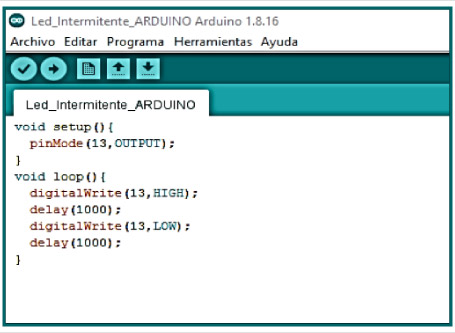 Led_Intermitente_ARDUINO Arduino 1.8.16
Archivo Editar Programa Herramientas Ayuda
Led_Intermitente_ARDUINO
void setup(){
  pinMode(13,OUTPUT);
}
void loop(){
  digitalWrite(13,HIGH);
  delay(1000);
  digitalWrite(13,LOW);
  delay(1000);
}